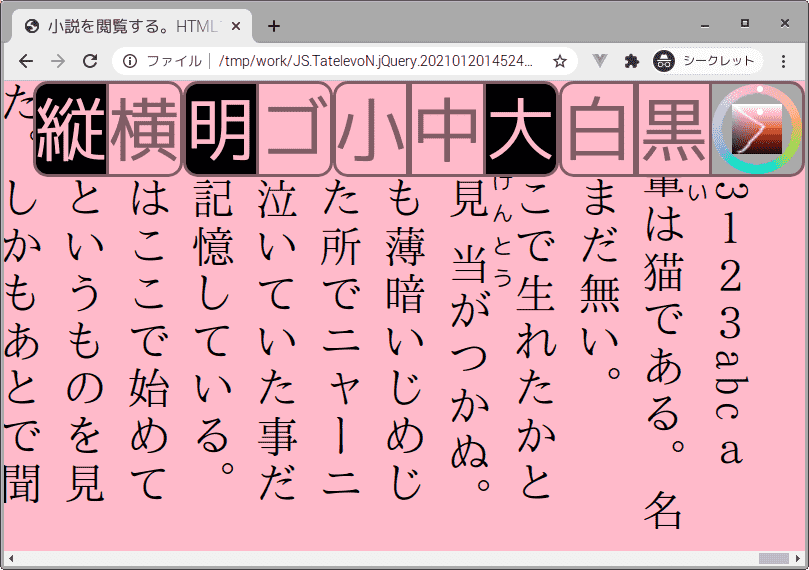 小説を閲覧する。HTML
ファイル | /tmp/work/JS.TatelevoN.jQuery.2021012014524…
シークレット
縦 横 明 ゴ 小 中 大 白 黒
3１２３abc ａ
い
輩は猫である。 名
まだ無い。
こで生れたかと
けんとう
見当がつかぬ。
も薄暗いじめじ
た所でニャーニ
泣いていた事だ
記憶している。
はここで始めて
というものを見
た。しかもあとで聞